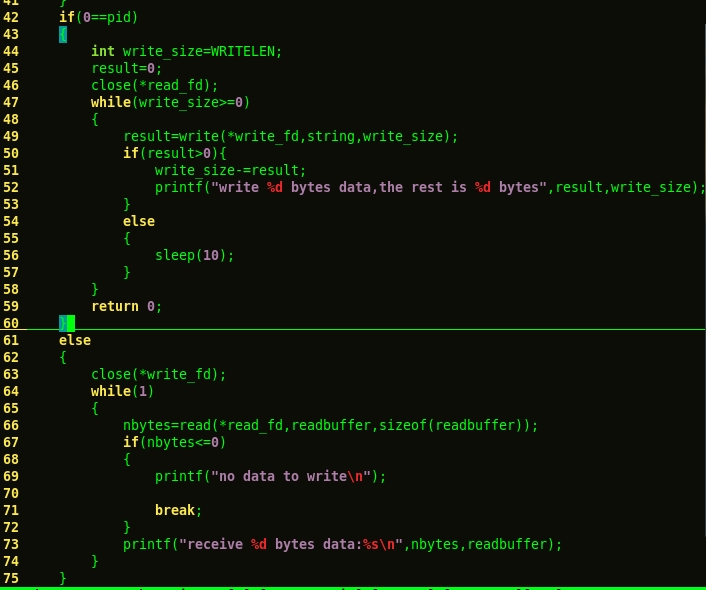 41    }
42    if(0==pid)
43    {
44        int write_size=WRITELEN;
45        result=0;
46        close(*read_fd);
47        while(write_size>=0)
48        {
49            result=write(*write_fd,string,write_size);
50            if(result>0){
51                write_size-=result;
52                printf("write %d bytes data,the rest is %d bytes",result,write_size);
53            }
54            else
55            {
56                sleep(10);
57            }
58        }
59        return 0;
60    }
61    else
62    {
63        close(*write_fd);
64        while(1)
65        {
66            nbytes=read(*read_fd,readbuffer,sizeof(readbuffer));
67            if(nbytes<=0)
68            {
69                printf("no data to write\n");
70
71                break;
72            }
73            printf("receive %d bytes data:%s\n",nbytes,readbuffer);
74        }
75    }